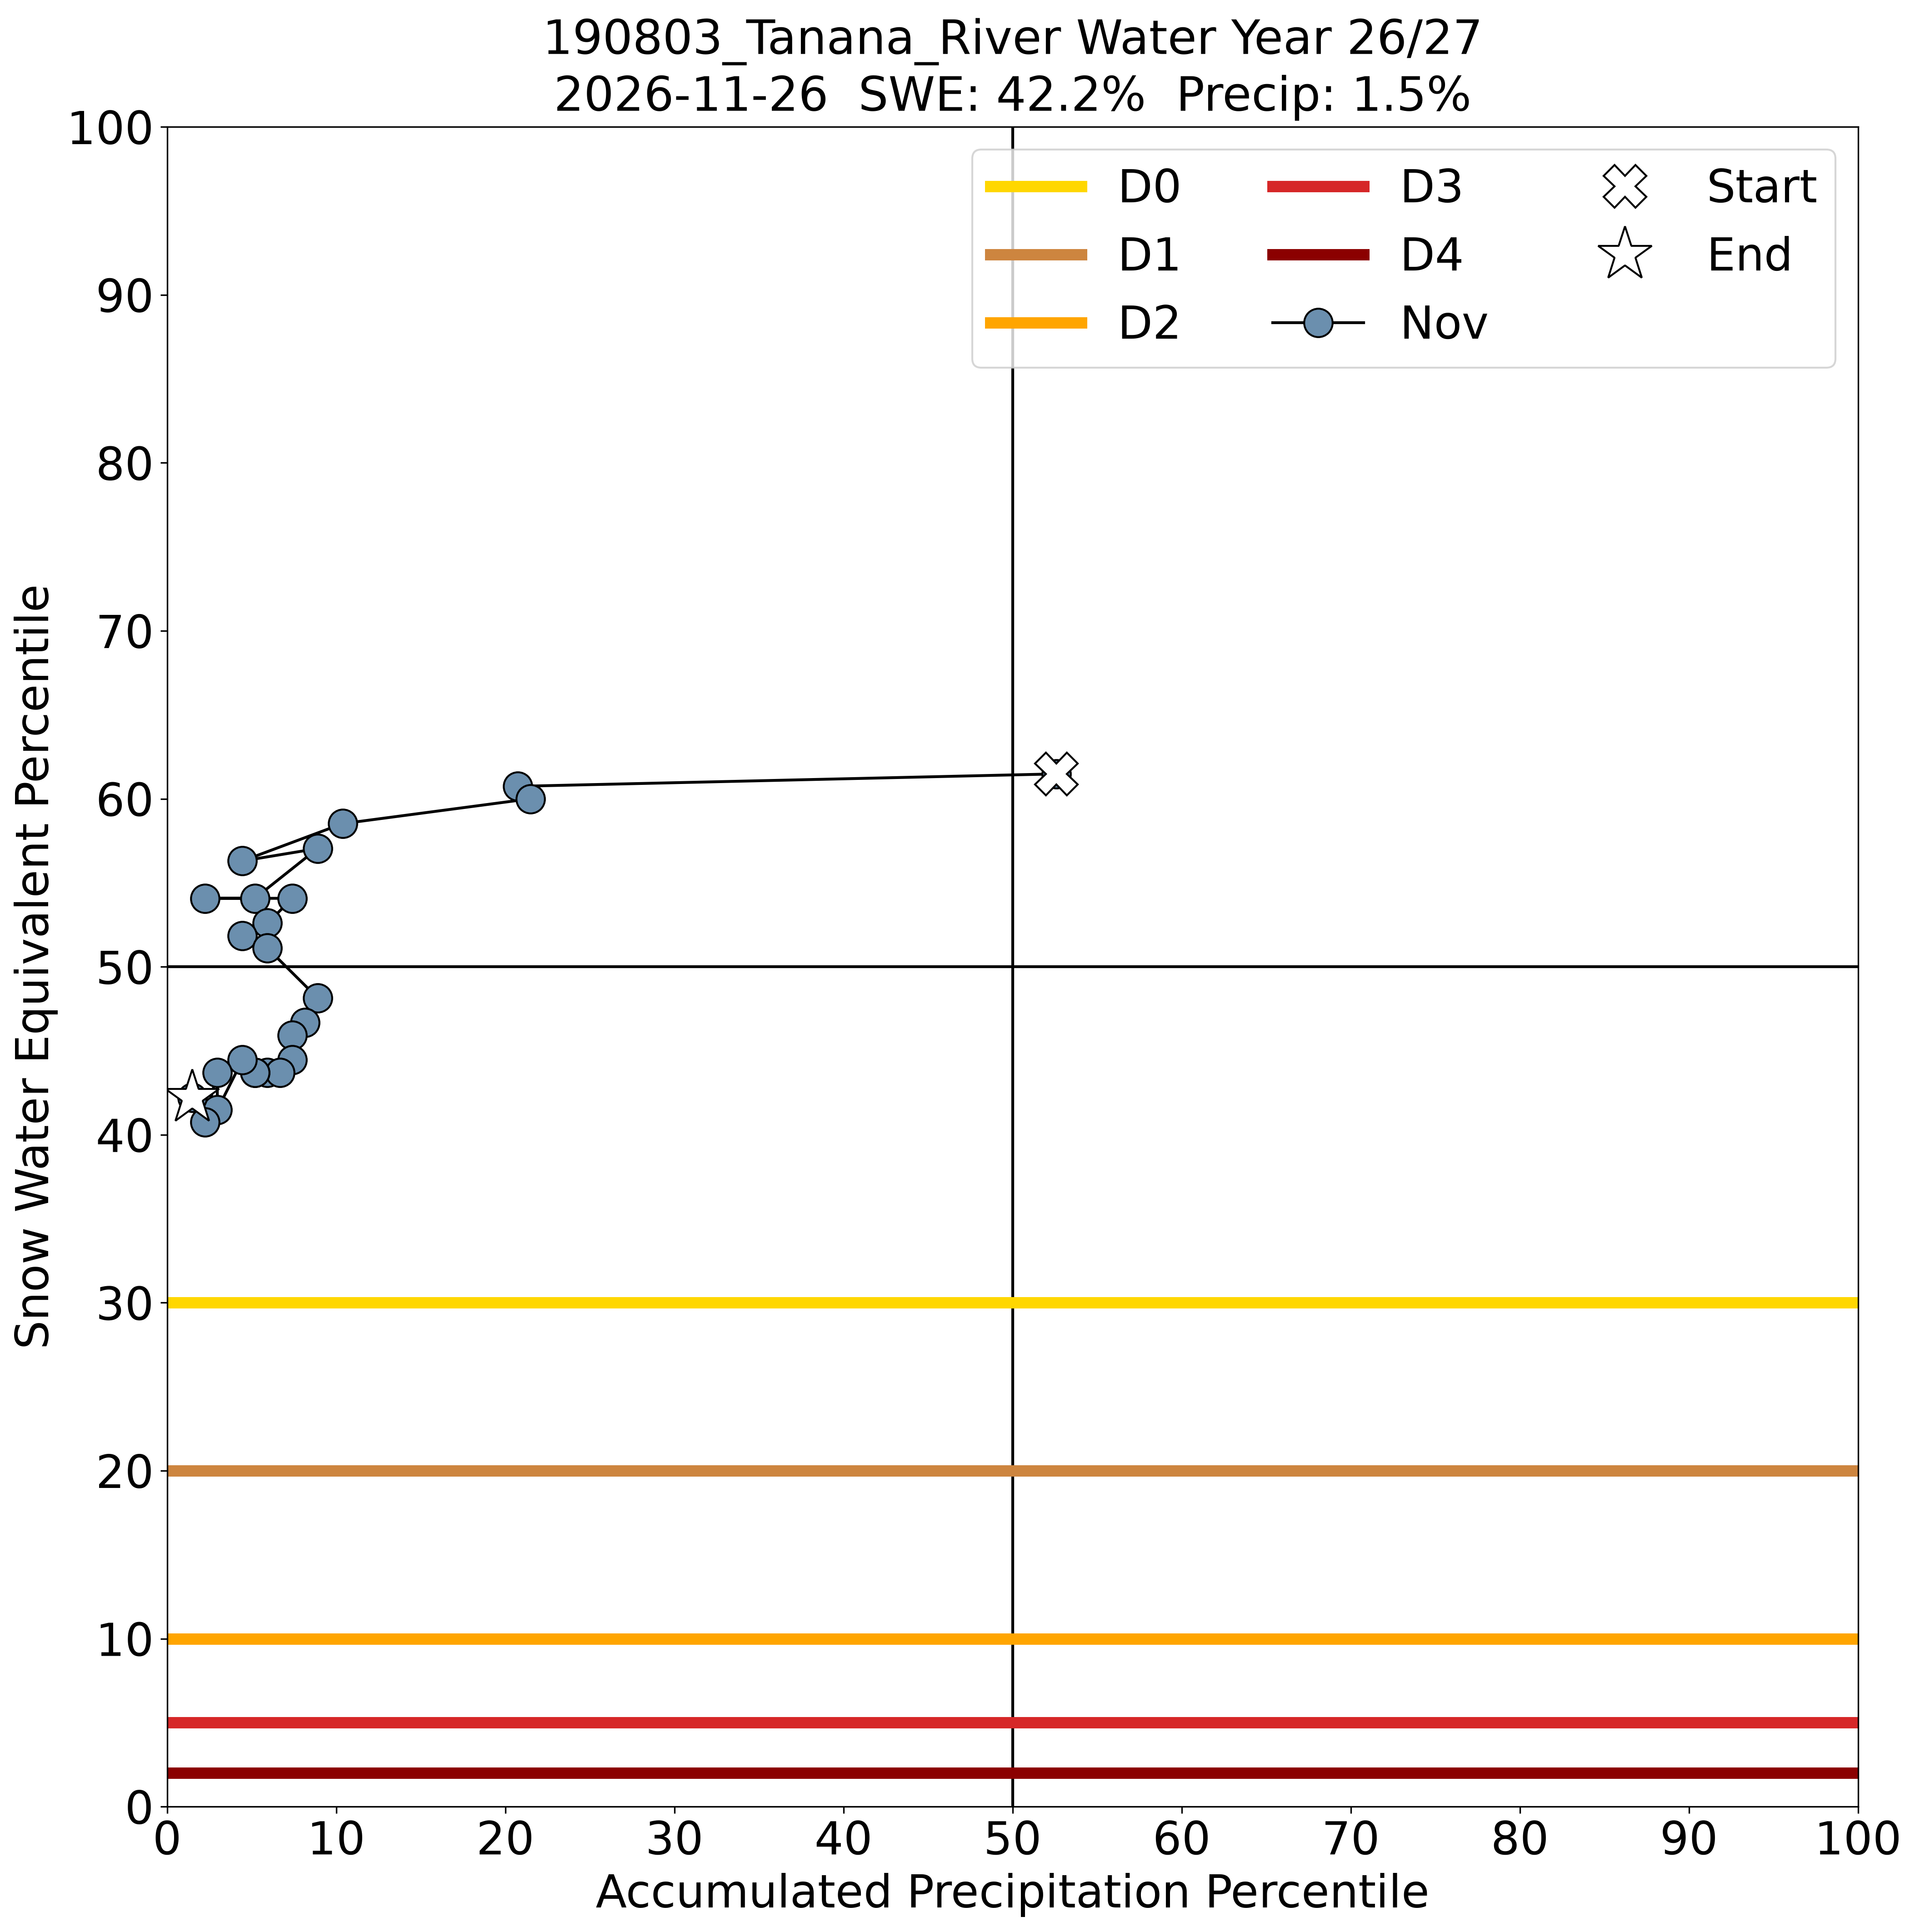 190803_Tanana_River Water Year 26/27
2026-11-26 SWE: 42.2% Precip: 1.5%
D0
D1
D2
D3
D4
Nov
Start
End
Snow Water Equivalent Percentile
100
90
80
70
60
50
40
30
20
10
0
0 10 20 30 40 50 60 70 80 90 100
Accumulated Precipitation Percentile